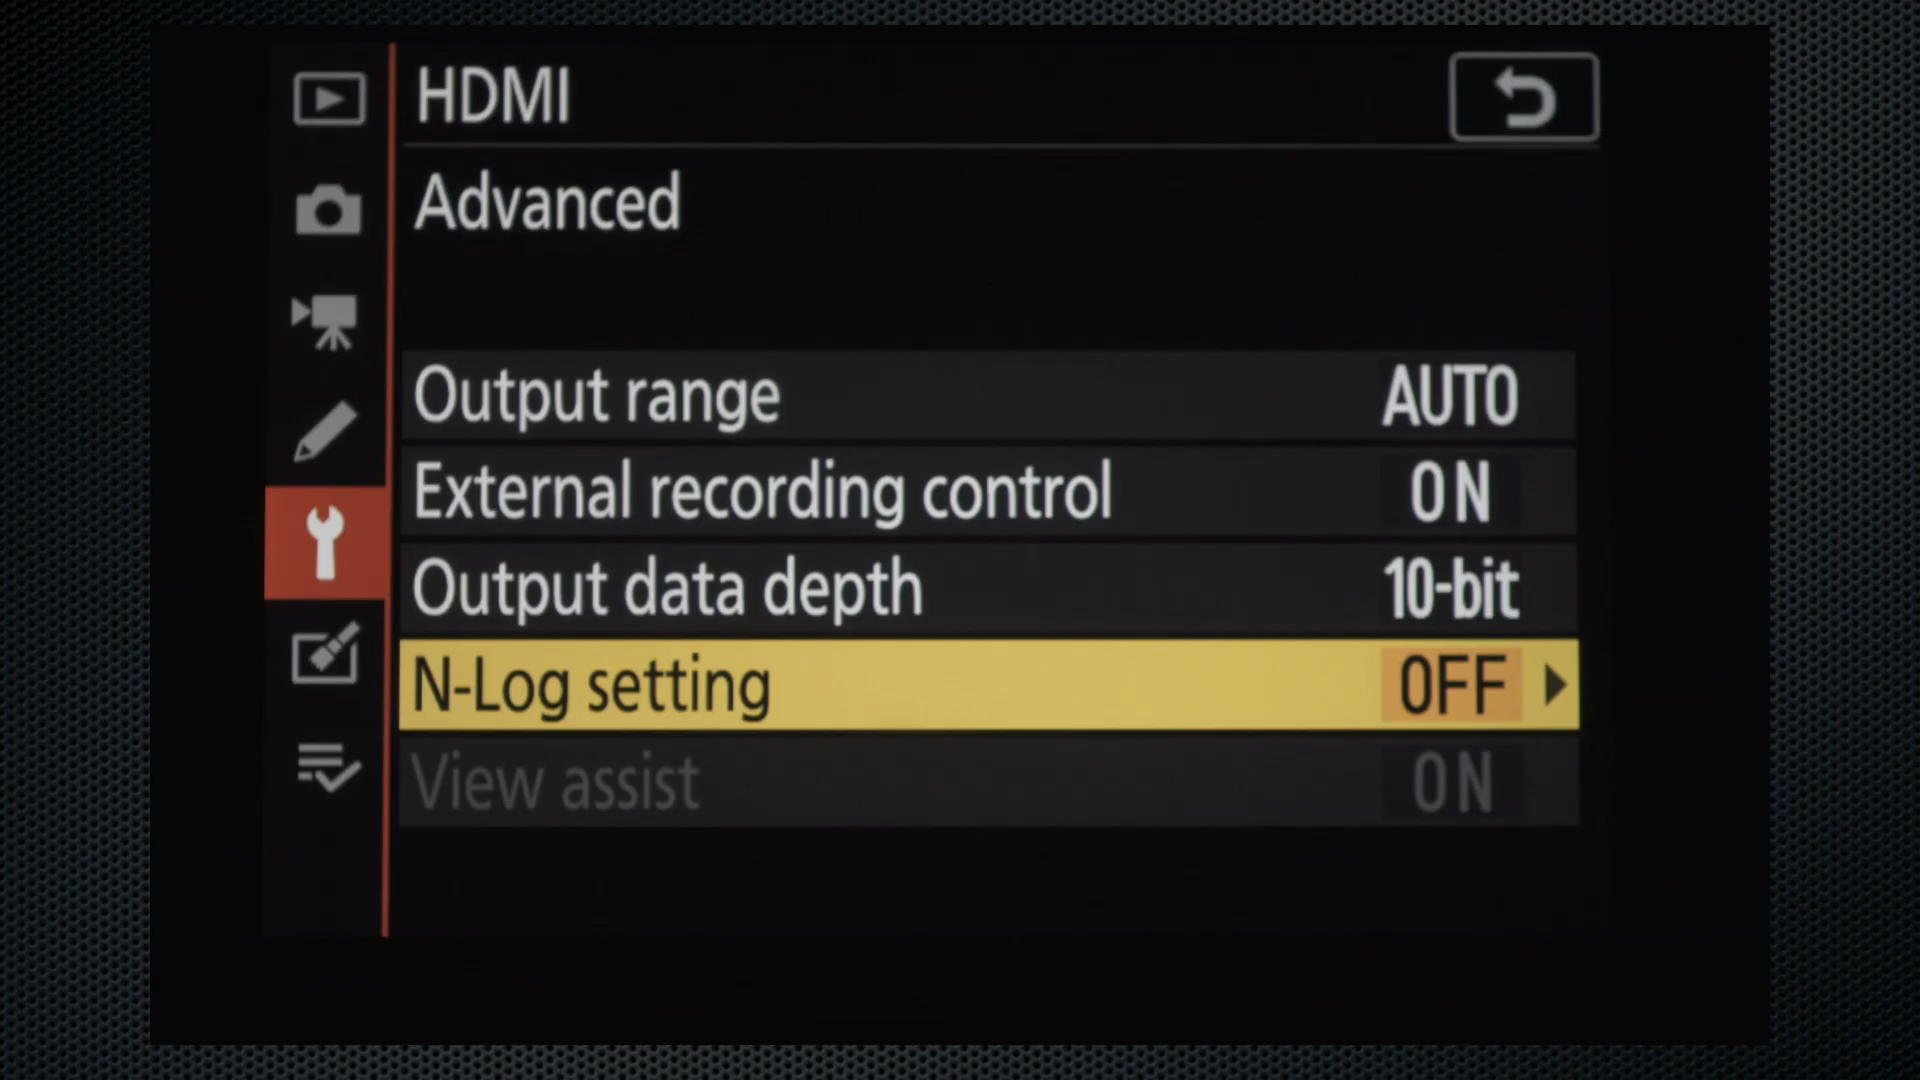 HDMI
Advanced
Output range AUTO
External recording control ON
Output data depth 10-bit
N-Log setting OFF
View assist ON